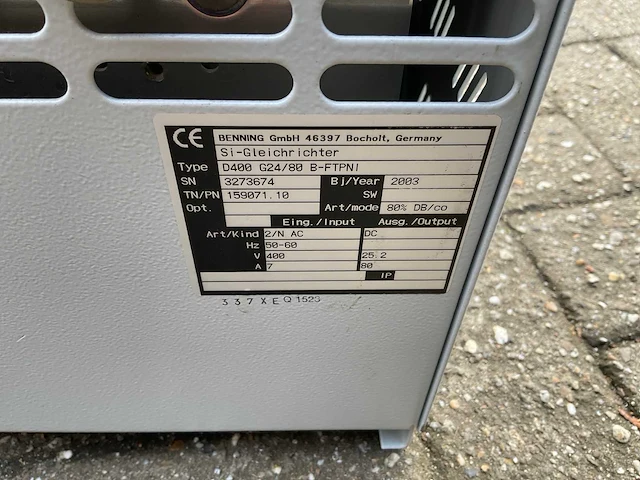 CE BENNING GmbH 46397 Bocholt, Germany
Si-Gleichrichter
Type D400 G24/80 B-FTPNI
SN 3273674 Bj/Year 2003
TN/PN 159071.10 SW
Opt. Art/mode 80% DB/co
Eing./Input Ausg./Output
Art/Kind 2/N AC DC
Hz 50-60
V 400 25.2
A 7 80
IP
337XEQ1523